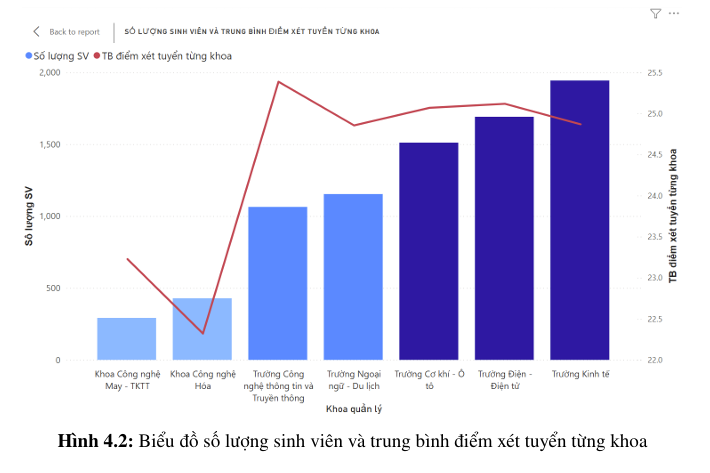 Back to report
SỐ LƯỢNG SINH VIÊN VÀ TRUNG BÌNH ĐIỂM XÉT TUYỂN TỪNG KHOA
Số lượng SV TB điểm xét tuyển từng khoa
2,000
1,500
1,000
500
0
Số lượng SV
25.5
25.0
24.5
24.0
23.5
23.0
22.5
22.0
TB điểm xét tuyển từng khoa
Khoa Công nghệ
May - TKTT
Khoa Công nghệ
Hóa
Trường Công
nghệ thông tin và
Truyền thông
Trường Ngoại
ngữ - Du lịch
Trường Cơ khí - Ô
tô
Trường Điện -
Điện tử
Trường Kinh tế
Khoa quản lý
Hình 4.2: Biểu đồ số lượng sinh viên và trung bình điểm xét tuyển từng khoa